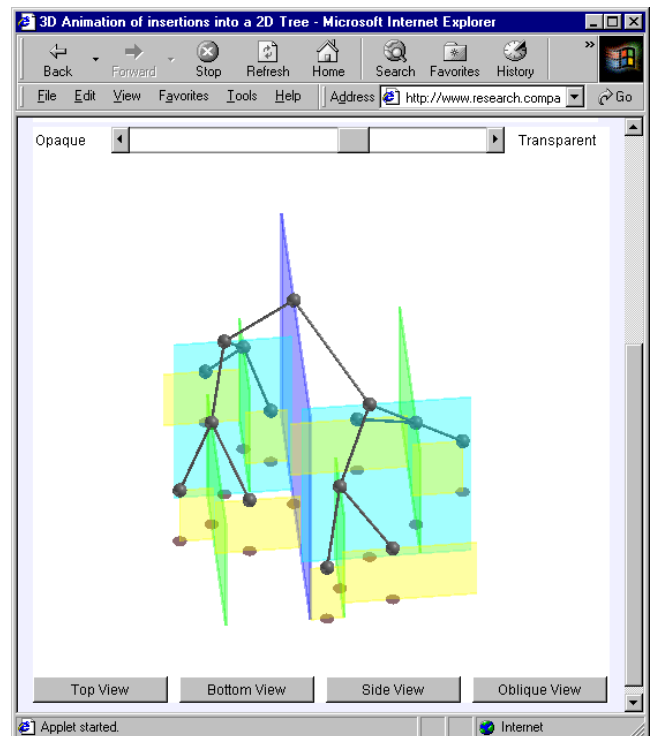 3D Animation of insertions into a 2D Tree - Microsoft Internet Explorer
Back Forward Stop Refresh Home Search Favorites History »
File Edit View Favorites Tools Help Address http://www.research.compa Go
Opaque Transparent
Top View Bottom View Side View Oblique View
Applet started. Internet